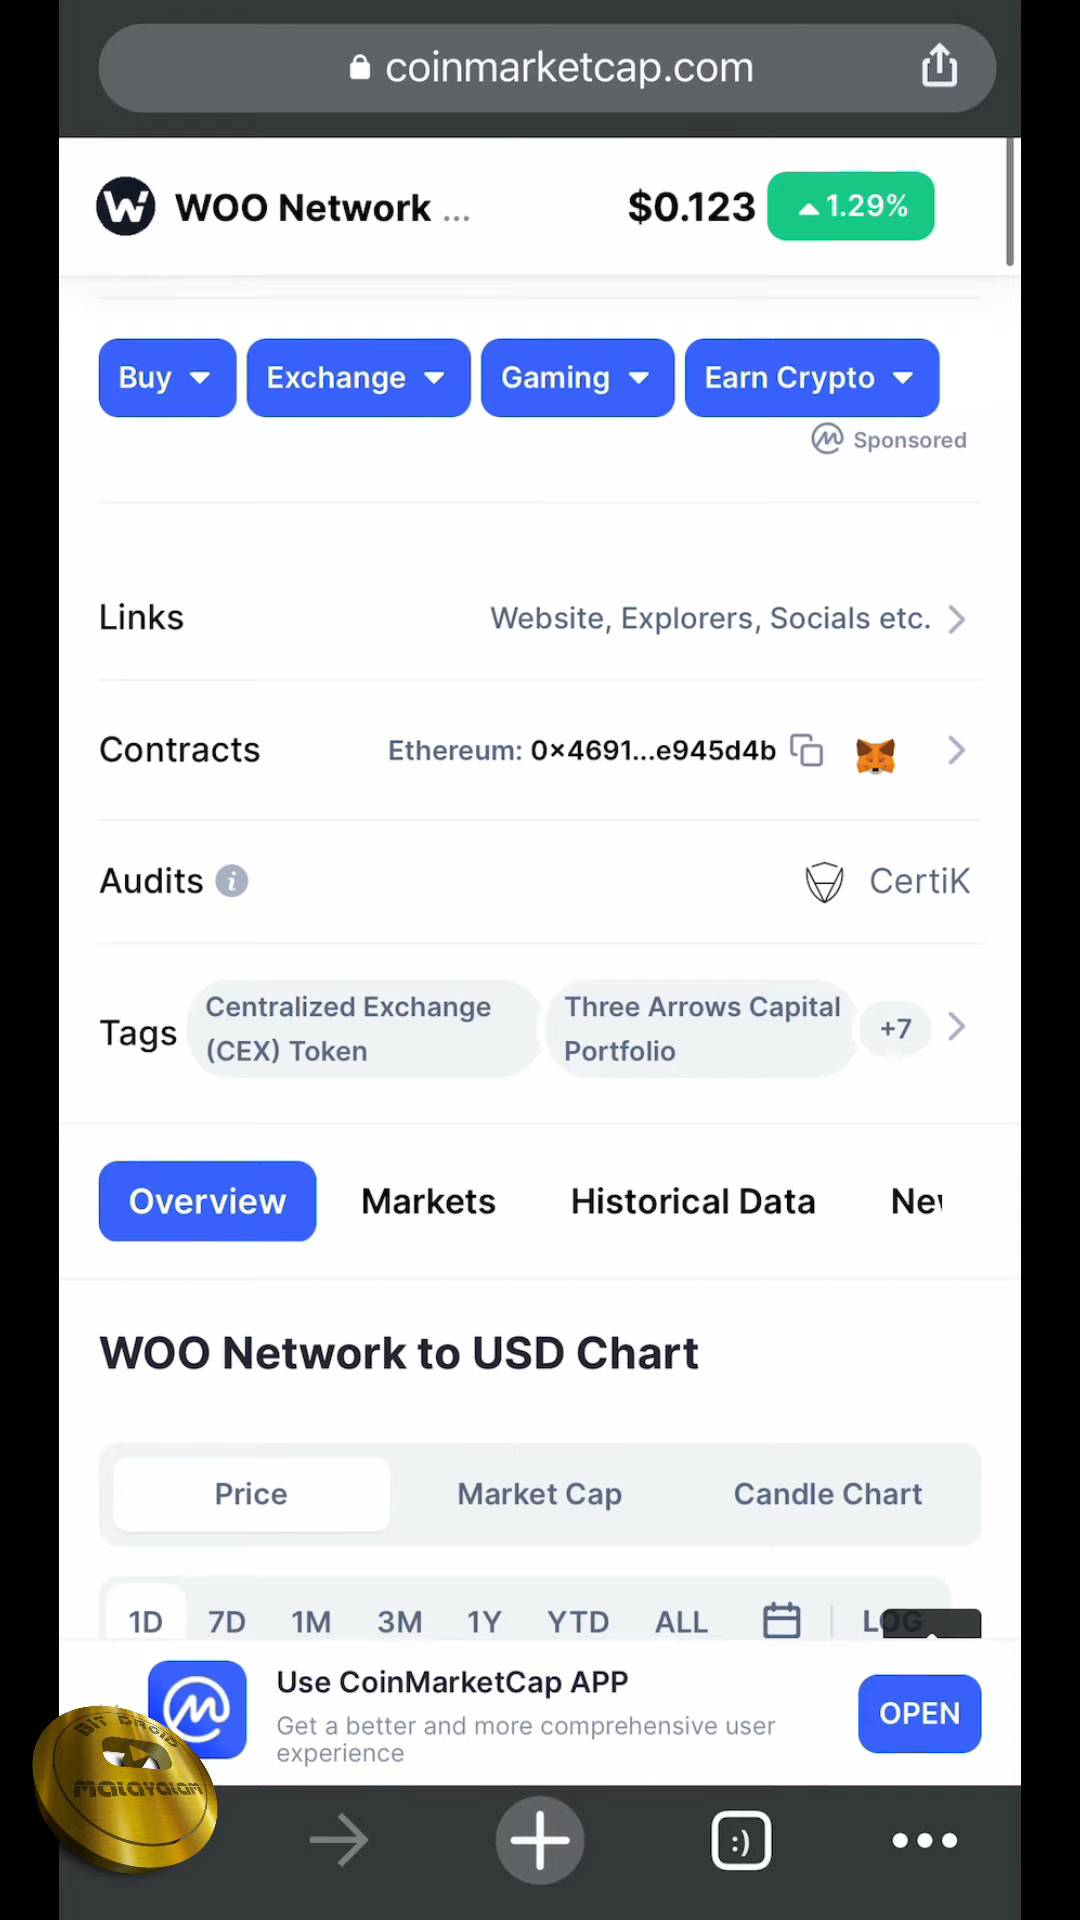 coinmarketcap.com
WOO Network ... $0.123 1.29%
Buy Exchange Gaming Earn Crypto
Sponsored
Links Website, Explorers, Socials etc.
Contracts Ethereum: 0x4691...e945d4b
Audits CertiK
Tags Centralized Exchange (CEX) Token Three Arrows Capital Portfolio +7
Overview Markets Historical Data
WOO Network to USD Chart
Price Market Cap Candle Chart
1D 7D 1M 3M 1Y YTD ALL LOG
Use CoinMarketCap APP
Get a better and more comprehensive user
experience
OPEN
BIT DROID
MALAYALAM
:)